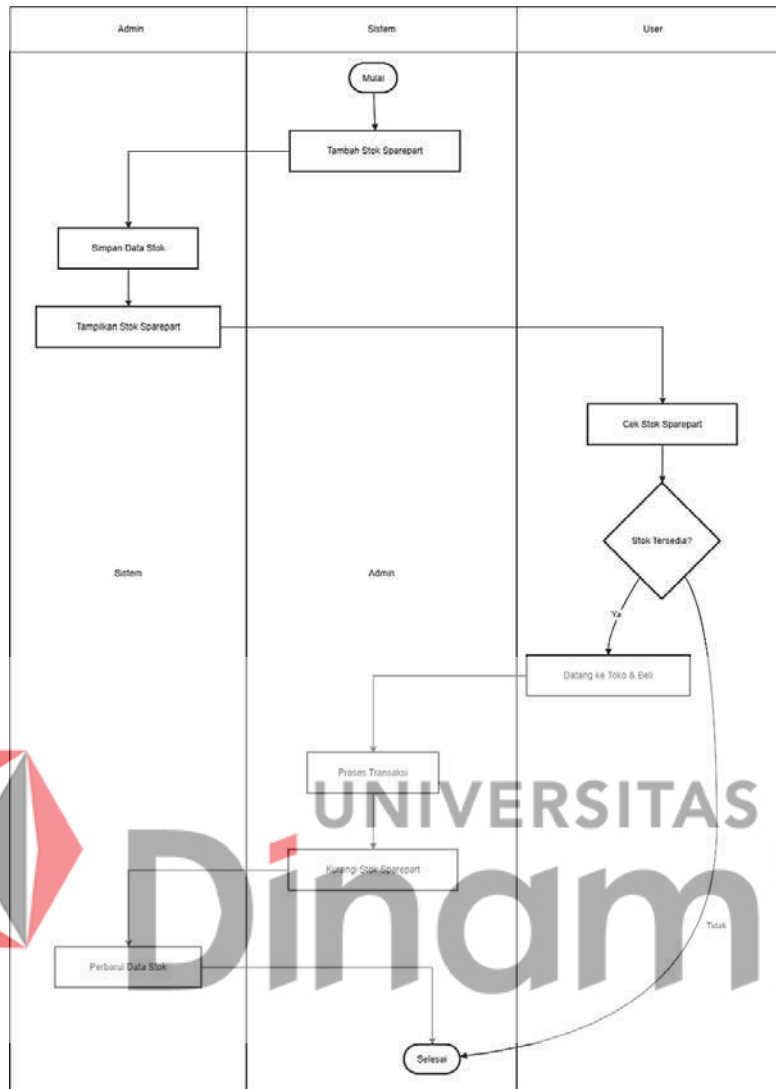 Admin
Sistem
User
Mulai
Tambah Stok Sparepart
Simpan Data Stok
Tampilkan Stok Sparepart
Cek Stok Sparepart
Stok Tersedia?
Sistem
Admin
Ya
Datang ke Toko & Beli
Proses Transaksi
UNIVERSITAS
Kurangi Stok Sparepart
Dinam
Tidak
Perbarui Data Stok
Selesai